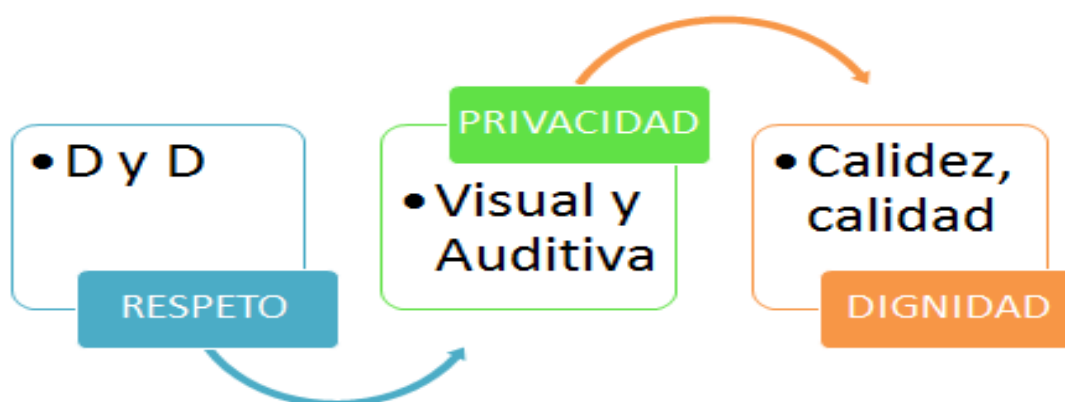 • D y D
RESPETO
PRIVACIDAD
• Visual y
Auditiva
• Calidez,
calidad
DIGNIDAD